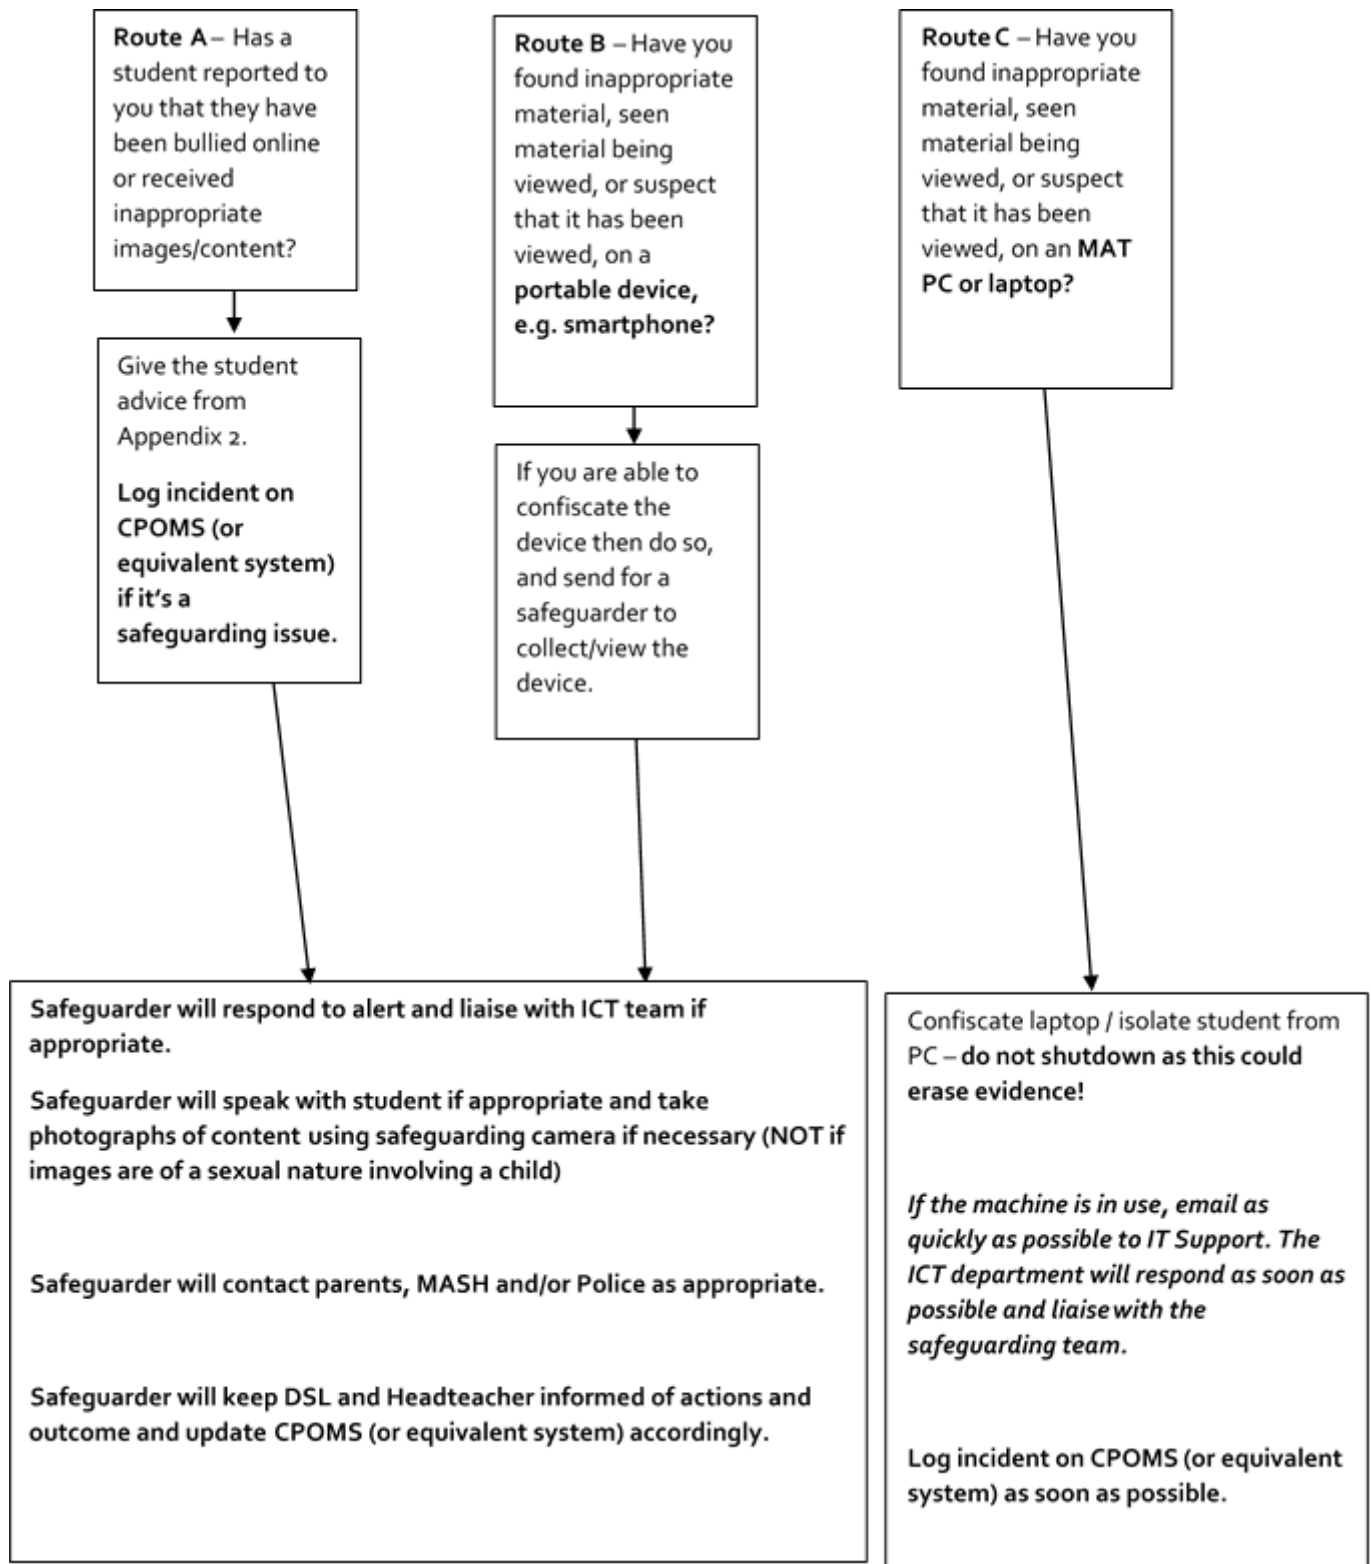 Route A – Has a
student reported to
you that they have
been bullied online
or received
inappropriate
images/content?
Give the student
advice from
Appendix 2.
Log incident on
CPOMS (or
equivalent system)
if it's a
safeguarding issue.
Route B – Have you
found inappropriate
material, seen
material being
viewed, or suspect
that it has been
viewed, on a
portable device,
e.g. smartphone?
If you are able to
confiscate the
device then do so,
and send for a
safeguarder to
collect/view the
device.
Route C – Have you
found inappropriate
material, seen
material being
viewed, or suspect
that it has been
viewed, on an MAT
PC or laptop?
Safeguarder will respond to alert and liaise with ICT team if
appropriate.
Safeguarder will speak with student if appropriate and take
photographs of content using safeguarding camera if necessary (NOT if
images are of a sexual nature involving a child)
Safeguarder will contact parents, MASH and/or Police as appropriate.
Safeguarder will keep DSL and Headteacher informed of actions and
outcome and update CPOMS (or equivalent system) accordingly.
Confiscate laptop / isolate student from
PC – do not shutdown as this could
erase evidence!
If the machine is in use, email as
quickly as possible to IT Support. The
ICT department will respond as soon as
possible and liaise with the
safeguarding team.
Log incident on CPOMS (or equivalent
system) as soon as possible.